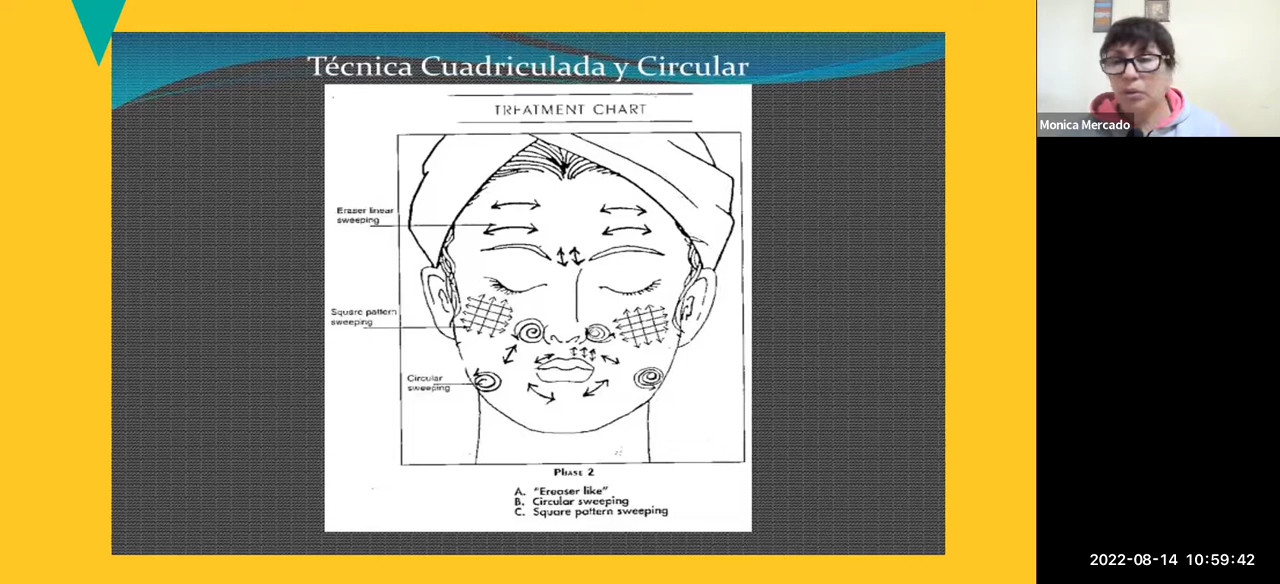 Técnica Cuadriculada y Circular
TREATMENT CHART
Eraser linear
sweeping
Square pattern
sweeping
Circular
sweeping
PHASE 2
A. "Ereaser like"
B. Circular sweeping
C. Square pattern sweeping
Monica Mercado
2022-08-14 10:59:42